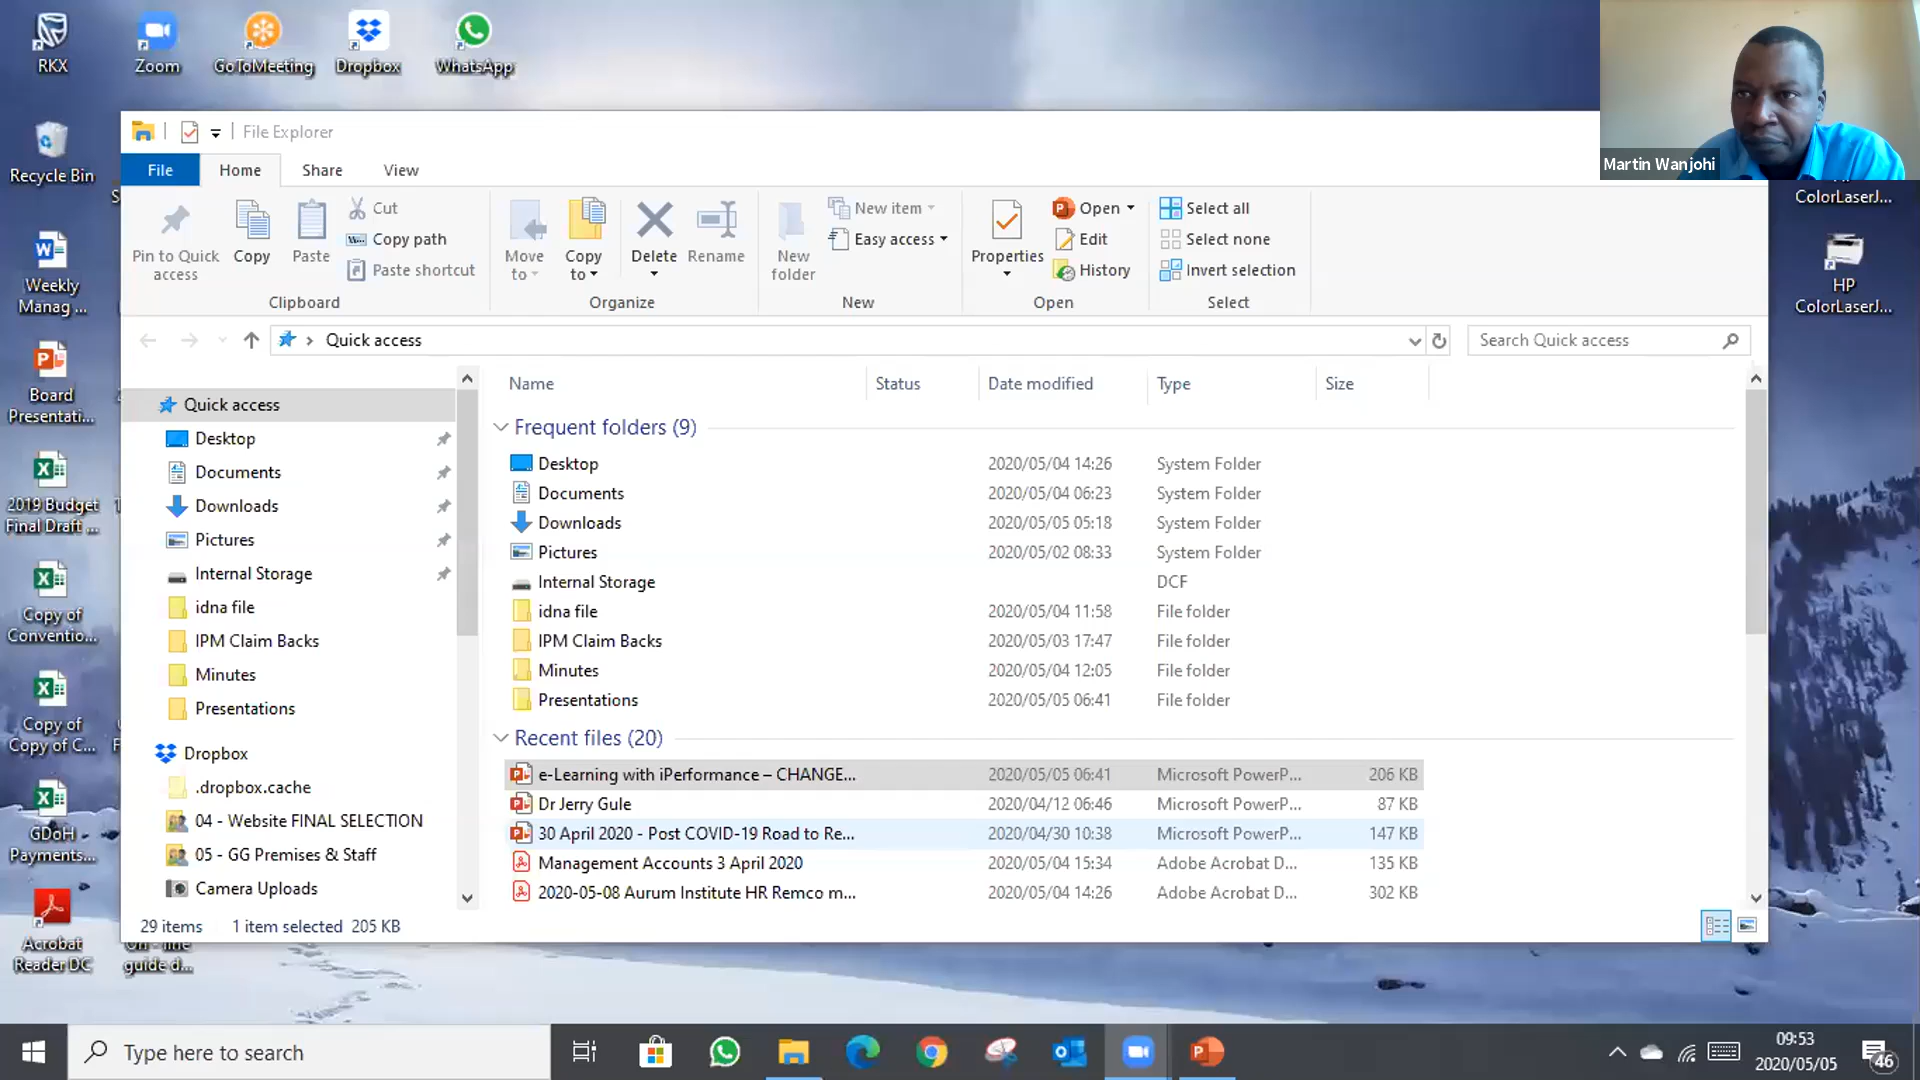 RKX
Zoom
GoToMeeting
Dropbox
WhatsApp
Martin Wanjohi
Recycle Bin
Weekly
Manag ...
Board
Presentati...
2019 Budget
Final Draft ...
Copy of
Conventio...
Copy of
Copy of C...
GDoH
Payments...
Acrobat
Reader DC
guide d...
ColorLaserJ...
HP
ColorLaserJ...
File Explorer
File
Home
Share
View
Pin to Quick
access
Copy
Paste
Cut
Copy path
Paste shortcut
Clipboard
Move
to
Copy
to
Delete
Rename
Organize
New
folder
New item
Easy access
New
Properties
Open
Edit
History
Open
Select all
Select none
Invert selection
Select
Quick access
Search Quick access
Quick access
Desktop
Documents
Downloads
Pictures
Internal Storage
idna file
IPM Claim Backs
Minutes
Presentations
Dropbox
.dropbox.cache
04 - Website FINAL SELECTION
05 - GG Premises & Staff
Camera Uploads
Name Status Date modified Type Size
Frequent folders (9)
Desktop 2020/05/04 14:26 System Folder
Documents 2020/05/04 06:23 System Folder
Downloads 2020/05/05 05:18 System Folder
Pictures 2020/05/02 08:33 System Folder
Internal Storage DCF
idna file 2020/05/04 11:58 File folder
IPM Claim Backs 2020/05/03 17:47 File folder
Minutes 2020/05/04 12:05 File folder
Presentations 2020/05/05 06:41 File folder
Recent files (20)
e-Learning with iPerformance – CHANGE... 2020/05/05 06:41 Microsoft PowerP... 206 KB
Dr Jerry Gule 2020/04/12 06:46 Microsoft PowerP... 87 KB
30 April 2020 - Post COVID-19 Road to Re... 2020/04/30 10:38 Microsoft PowerP... 147 KB
Management Accounts 3 April 2020 2020/05/04 15:34 Adobe Acrobat D... 135 KB
2020-05-08 Aurum Institute HR Remco m... 2020/05/04 14:26 Adobe Acrobat D... 302 KB
29 items 1 item selected 205 KB
Type here to search
09:53
2020/05/05
46